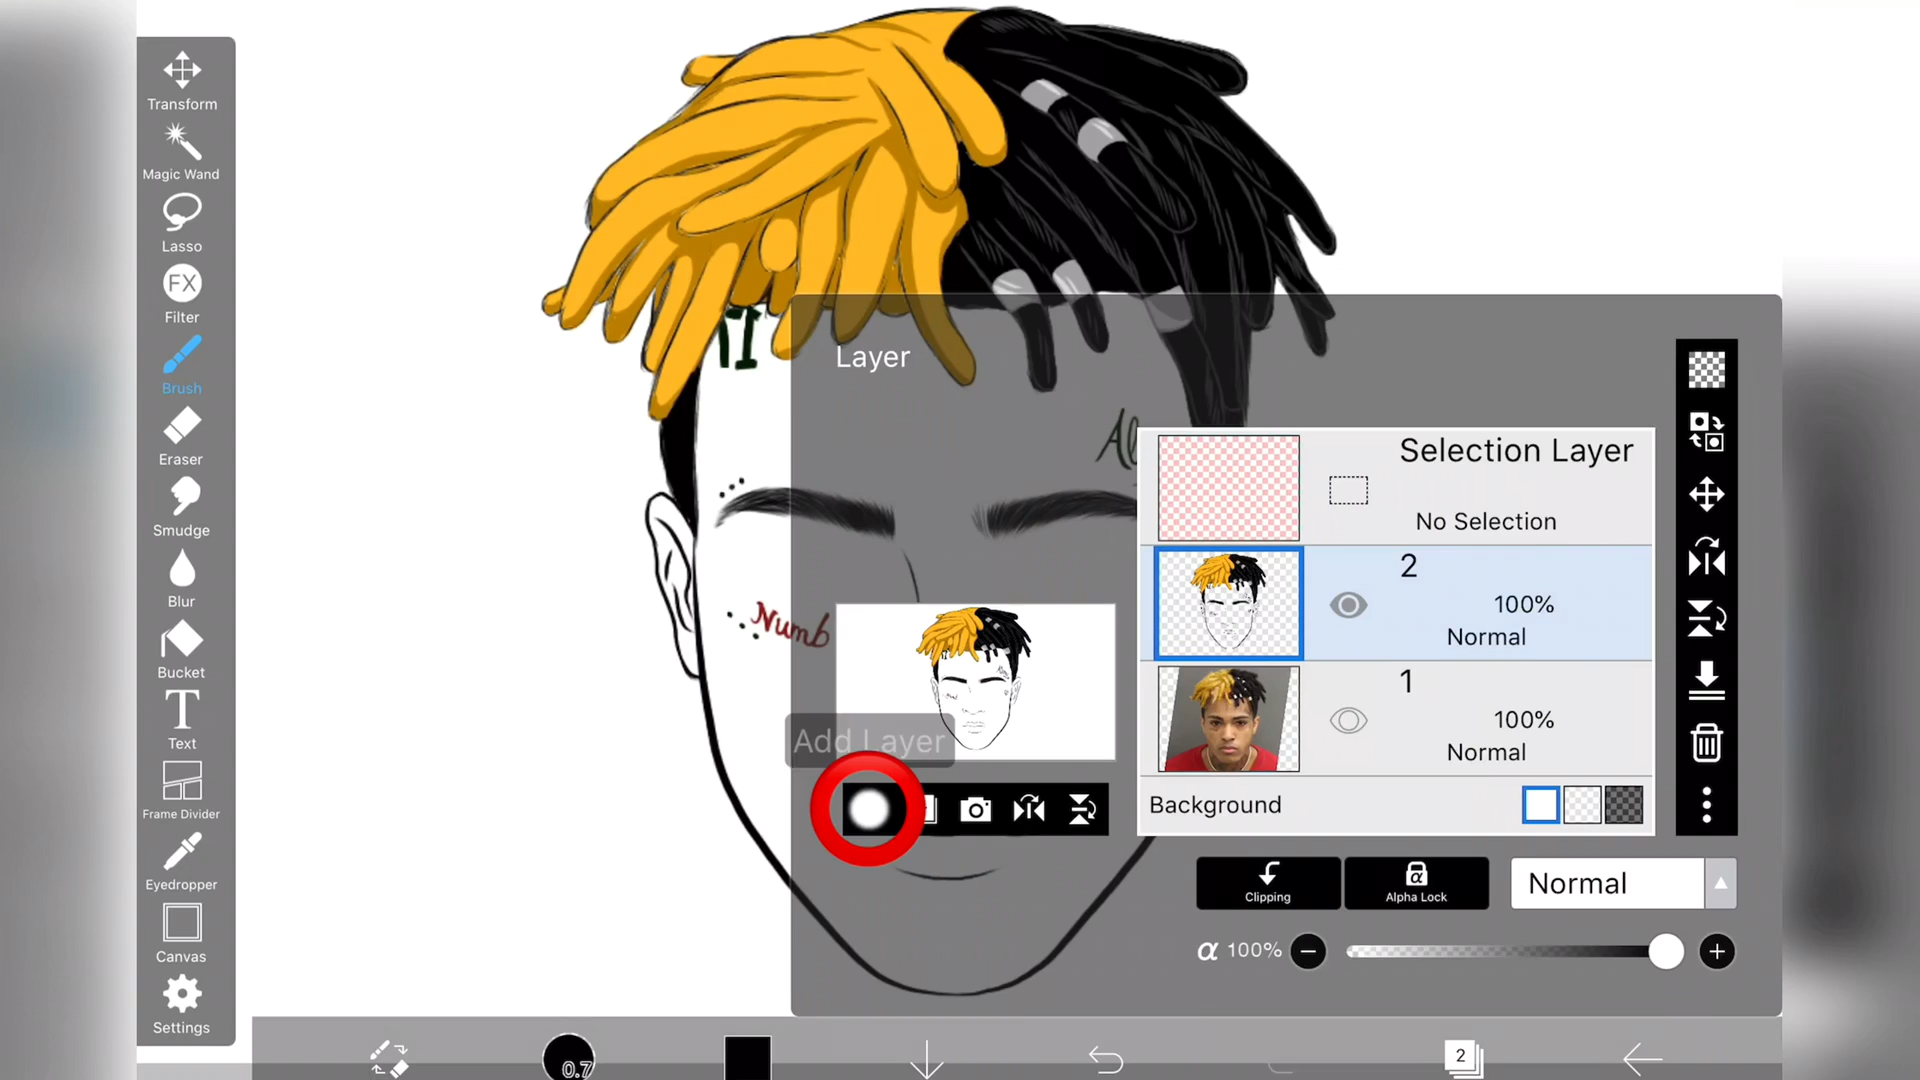 Transform
Magic Wand
Lasso
FX
Filter
Brush
Eraser
Smudge
Blur
Bucket
T
Text
Frame Divider
Eyedropper
Canvas
Settings
Numb
Layer
Add Layer
Selection Layer
No Selection
2
100%
Normal
1
100%
Normal
Background
Clipping
α
Alpha Lock
Normal
α 100%
0.7
2